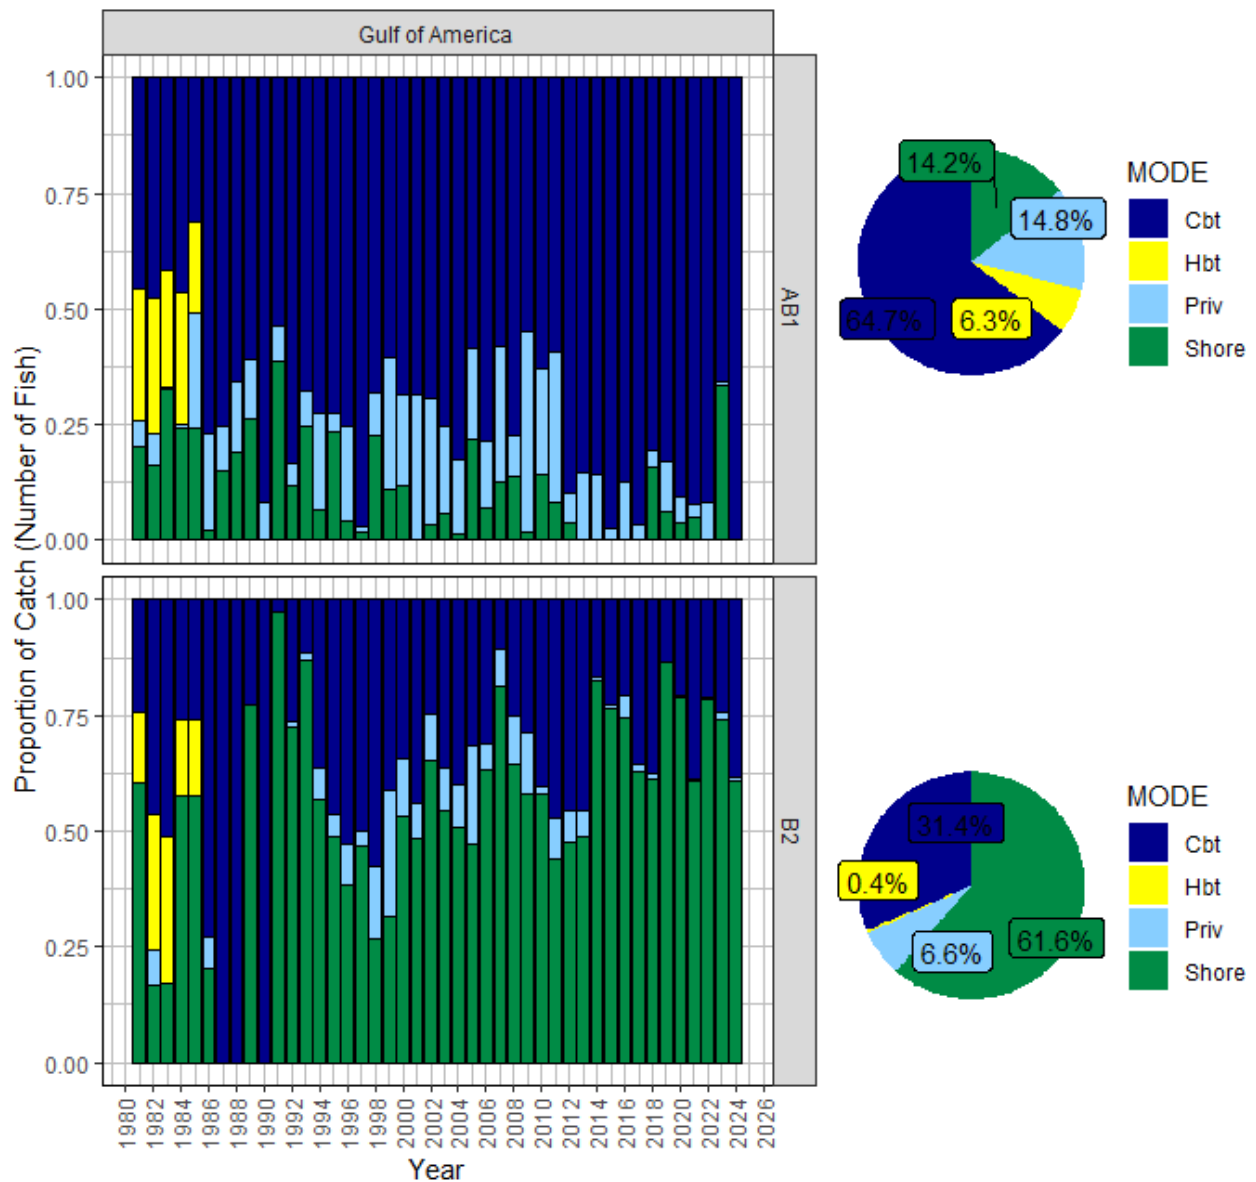 Gulf of America
Proportion of Catch (Number of Fish)
1.00
0.75
0.50
0.25
0.00
AB1
14.2%
14.8%
64.7%
6.3%
MODE
Cbt
Hbt
Priv
Shore
1.00
0.75
0.50
0.25
0.00
B2
31.4%
0.4%
6.6%
61.6%
MODE
Cbt
Hbt
Priv
Shore
1980
1982
1984
1986
1988
1990
1992
1994
1996
1998
2000
2002
2004
2006
2008
2010
2012
2014
2016
2018
2020
2022
2024
2026
Year